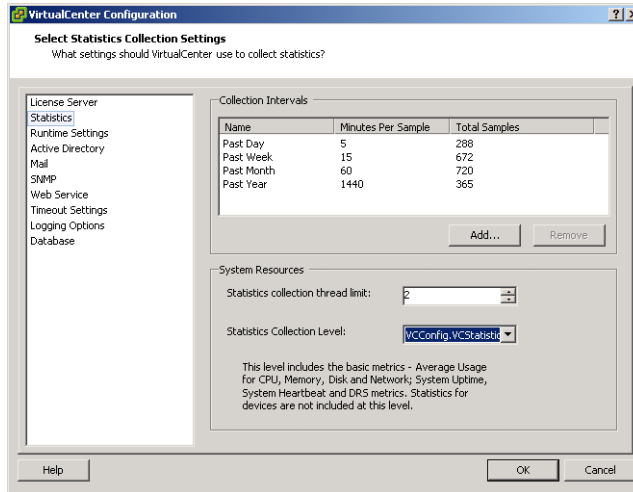 VirtualCenter Configuration
Select Statistics Collection Settings
What settings should VirtualCenter use to collect statistics?
License Server
Statistics
Runtime Settings
Active Directory
Mail
SNMP
Web Service
Timeout Settings
Logging Options
Database
Collection Intervals
Name Minutes Per Sample Total Samples
Past Day 5 288
Past Week 15 672
Past Month 60 720
Past Year 1440 365
Add... Remove
System Resources
Statistics collection thread limit: 2
Statistics Collection Level: VCConfig.VCStatistic
This level includes the basic metrics - Average Usage
for CPU, Memory, Disk and Network; System Uptime,
System Heartbeat and DRS metrics. Statistics for
devices are not included at this level.
Help OK Cancel